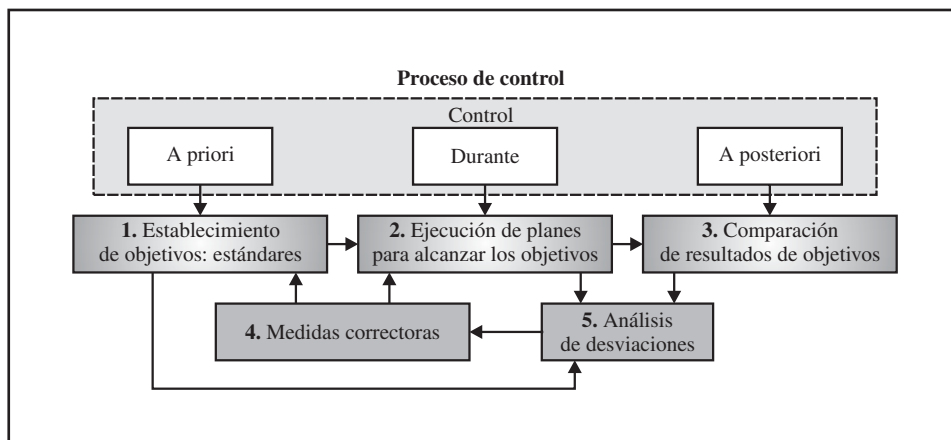 Proceso de control
Control
A priori
Durante
A posteriori
1. Establecimiento
de objetivos: estándares
2. Ejecución de planes
para alcanzar los objetivos
3. Comparación
de resultados de objetivos
4. Medidas correctoras
5. Análisis
de desviaciones